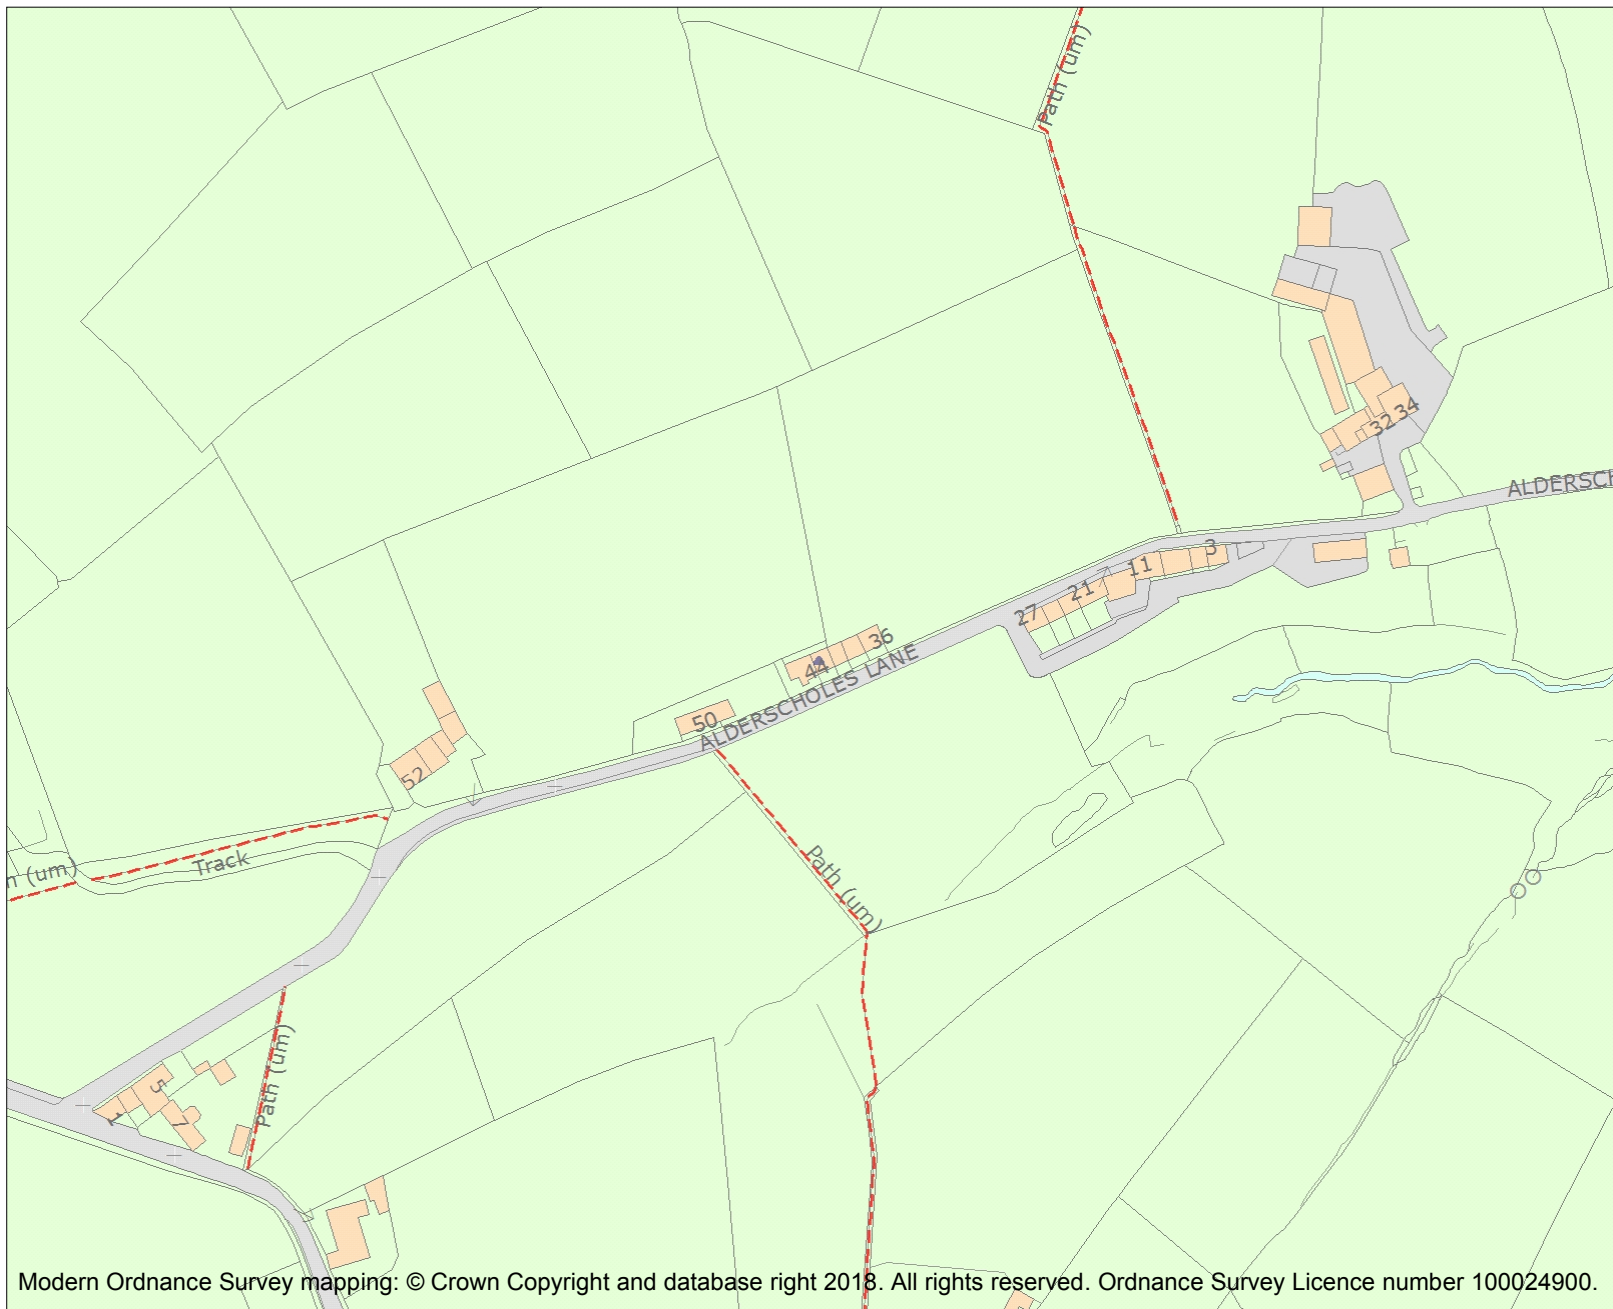 Path (um)
32 34
ALDERSCH
3
11
21
27
36
44
ALDERSCHOLES LANE
50
52
Track
n (um)
Path (um)
Path (um)
5
1
7
Modern Ordnance Survey mapping: © Crown Copyright and database right 2018. All rights reserved. Ordnance Survey Licence number 100024900.